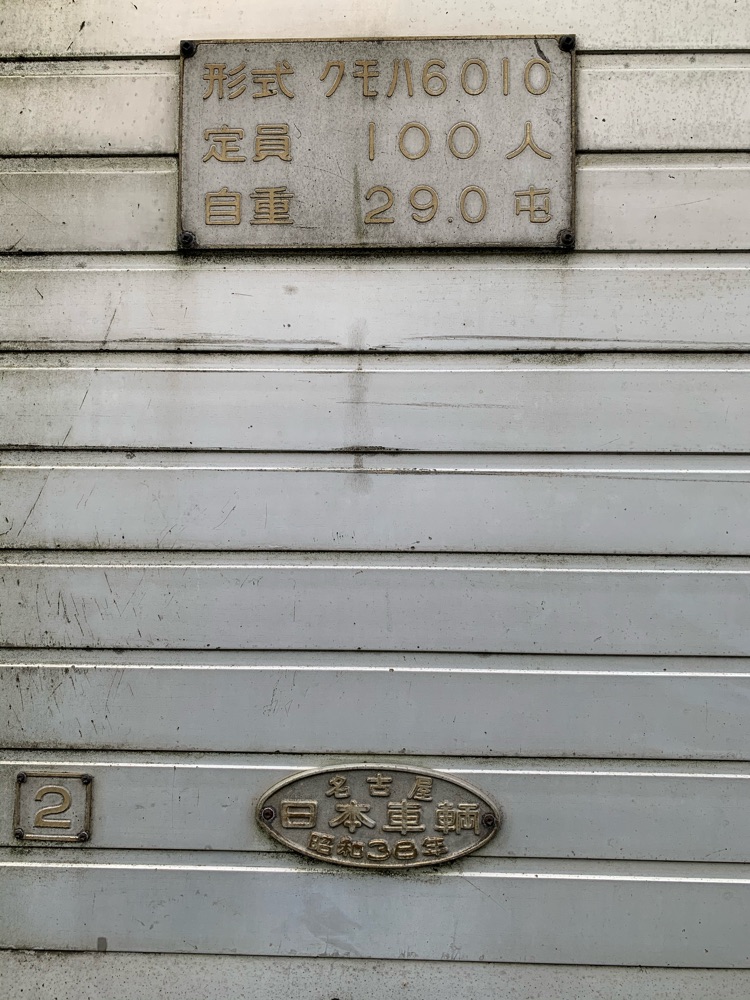 形式 クモハ6010
定員 100人
自重 29.0屯
2
名古屋
日本車輌
昭和38年